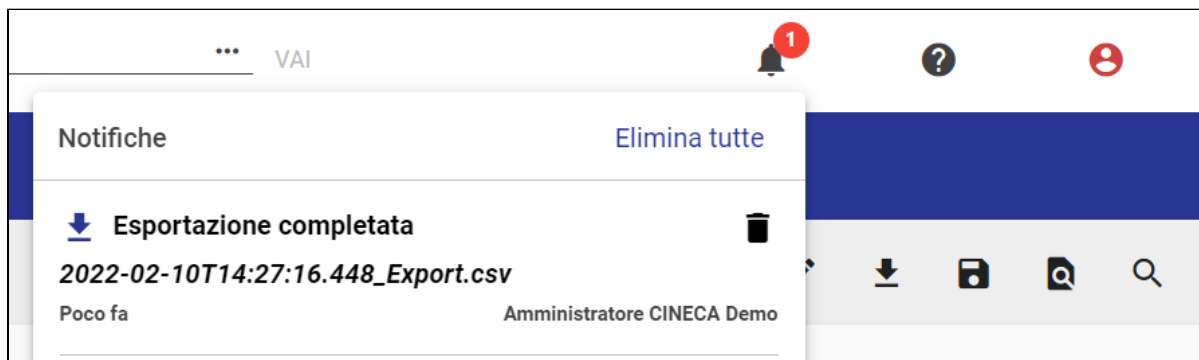 ••• VAI
1
Notifiche Elimina tutte
Esportazione completata
2022-02-10T14:27:16.448_Export.csv
Poco fa Amministratore CINECA Demo